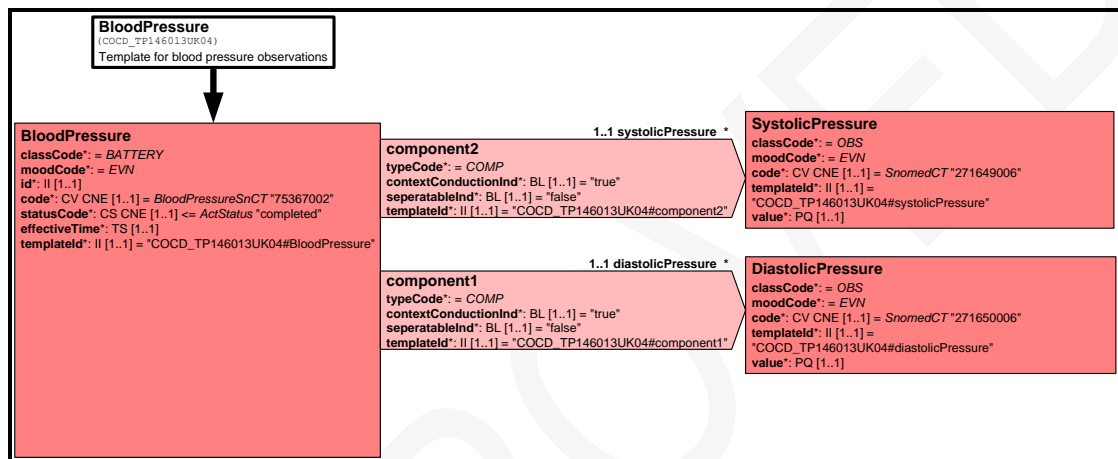 BloodPressure
(COCD_TP146013UK04)
Template for blood pressure observations
BloodPressure
classCode*: = BATTERY
moodCode*: = EVN
id*: II [1..1]
code*: CV CNE [1..1] = BloodPressureSnCT "75367002"
statusCode*: CS CNE [1..1] <= ActStatus "completed"
effectiveTime*: TS [1..1]
templateId*: II [1..1] = "COCD_TP146013UK04#BloodPressure"
1..1 systolicPressure *
component2
typeCode*: = COMP
contextConductionInd*: BL [1..1] = "true"
seperatableInd*: BL [1..1] = "false"
templateId*: II [1..1] = "COCD_TP146013UK04#component2"
SystolicPressure
classCode*: = OBS
moodCode*: = EVN
code*: CV CNE [1..1] = SnomedCT "271649006"
templateId*: II [1..1] =
"COCD_TP146013UK04#systolicPressure"
value*: PQ [1..1]
1..1 diastolicPressure *
component1
typeCode*: = COMP
contextConductionInd*: BL [1..1] = "true"
seperatableInd*: BL [1..1] = "false"
templateId*: II [1..1] = "COCD_TP146013UK04#component1"
DiastolicPressure
classCode*: = OBS
moodCode*: = EVN
code*: CV CNE [1..1] = SnomedCT "271650006"
templateId*: II [1..1] =
"COCD_TP146013UK04#diastolicPressure"
value*: PQ [1..1]